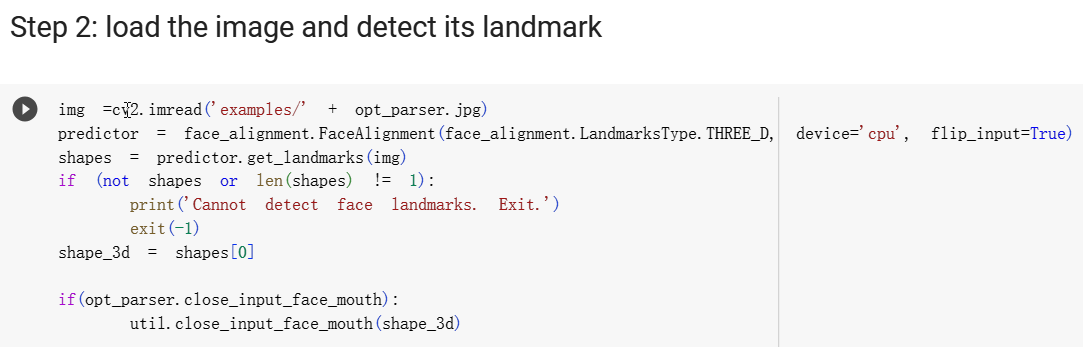 Step 2: load the image and detect its landmark
img =cv2.imread('examples/' + opt_parser.jpg)
predictor = face_alignment.FaceAlignment(face_alignment.LandmarksType.THREE_D, device='cpu', flip_input=True)
shapes = predictor.get_landmarks(img)
if (not shapes or len(shapes) != 1):
print('Cannot detect face landmarks. Exit.')
exit(-1)
shape_3d = shapes[0]
if(opt_parser.close_input_face_mouth):
util.close_input_face_mouth(shape_3d)